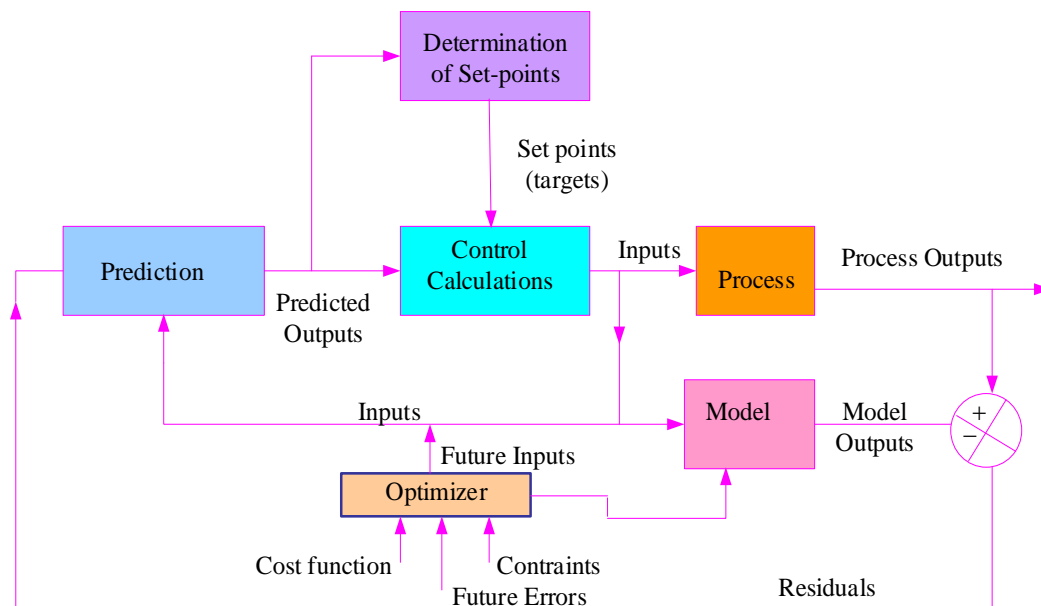 Determination
of Set-points
Set points
(targets)
Prediction
Predicted
Outputs
Control
Calculations
Inputs
Process
Process Outputs
Inputs
Model
Model
Outputs
+
−
Future Inputs
Optimizer
Cost function
Contraints
Future Errors
Residuals